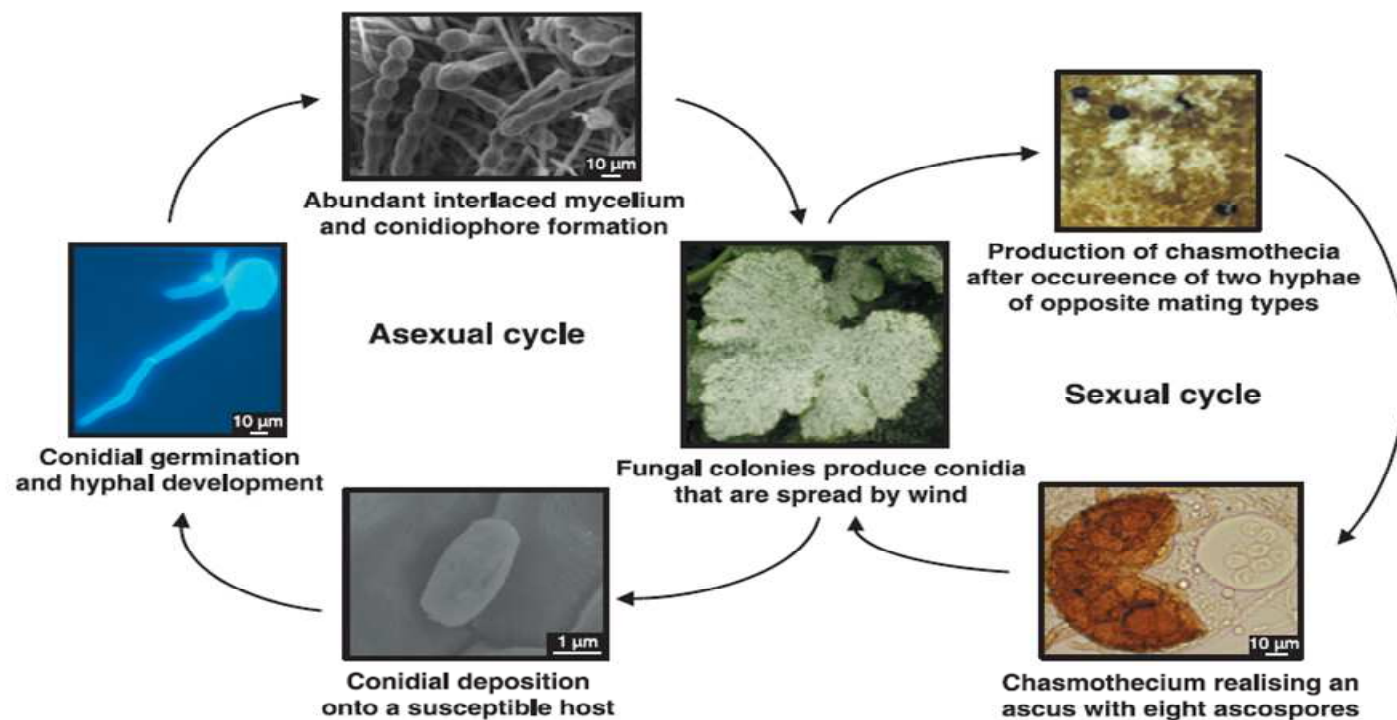 10 µm
Abundant interlaced mycelium
and conidiophore formation
Production of chasmothecia
after occureence of two hyphae
of opposite mating types
Asexual cycle
Sexual cycle
10 µm
Conidial germination
and hyphal development
Fungal colonies produce conidia
that are spread by wind
1 µm
Conidial deposition
onto a susceptible host
10 µm
Chasmothecium realising an
ascus with eight ascospores